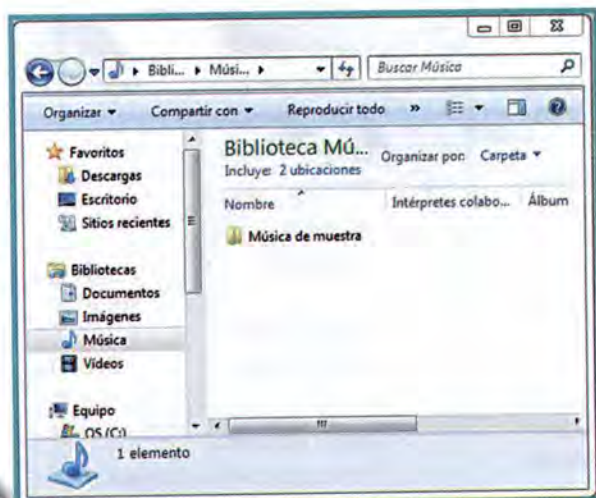 Bibli... Músi... Buscar Música
Organizar Compartir con Reproducir todo »
Favoritos
Descargas
Escritorio
Sitios recientes
Bibliotecas
Documentos
Imágenes
Música
Vídeos
Equipo
OS (C:)
Biblioteca Mú...
Incluye: 2 ubicaciones
Organizar por: Carpeta
Nombre Intérpretes colabo... Álbum
Música de muestra
1 elemento